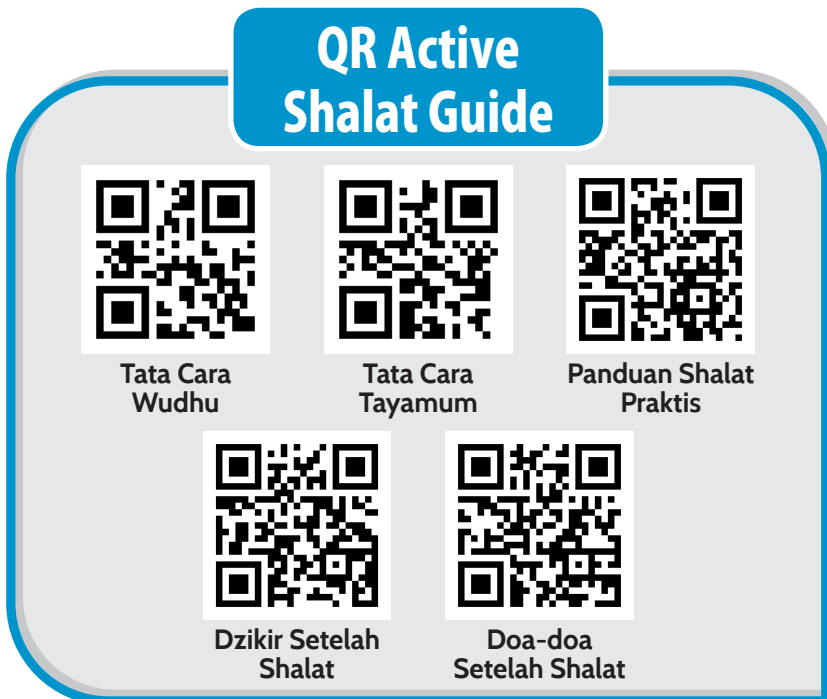 QR Active
Shalat Guide
Tata Cara
Wudhu
Tata Cara
Tayamum
Panduan Shalat
Praktis
Dzikir Setelah
Shalat
Doa-doa
Setelah Shalat